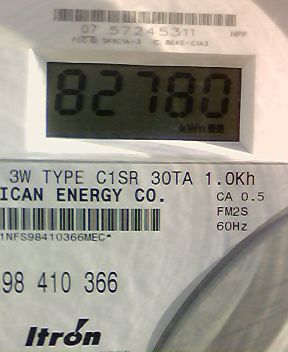 07 57245311 HPP
82780
kWh
3W TYPE C1SR 30TA 1.0Kh
ICAN ENERGY CO. CA 0.5
FM2S
1NFS98410366MEC* 60Hz
98 410 366
Itron